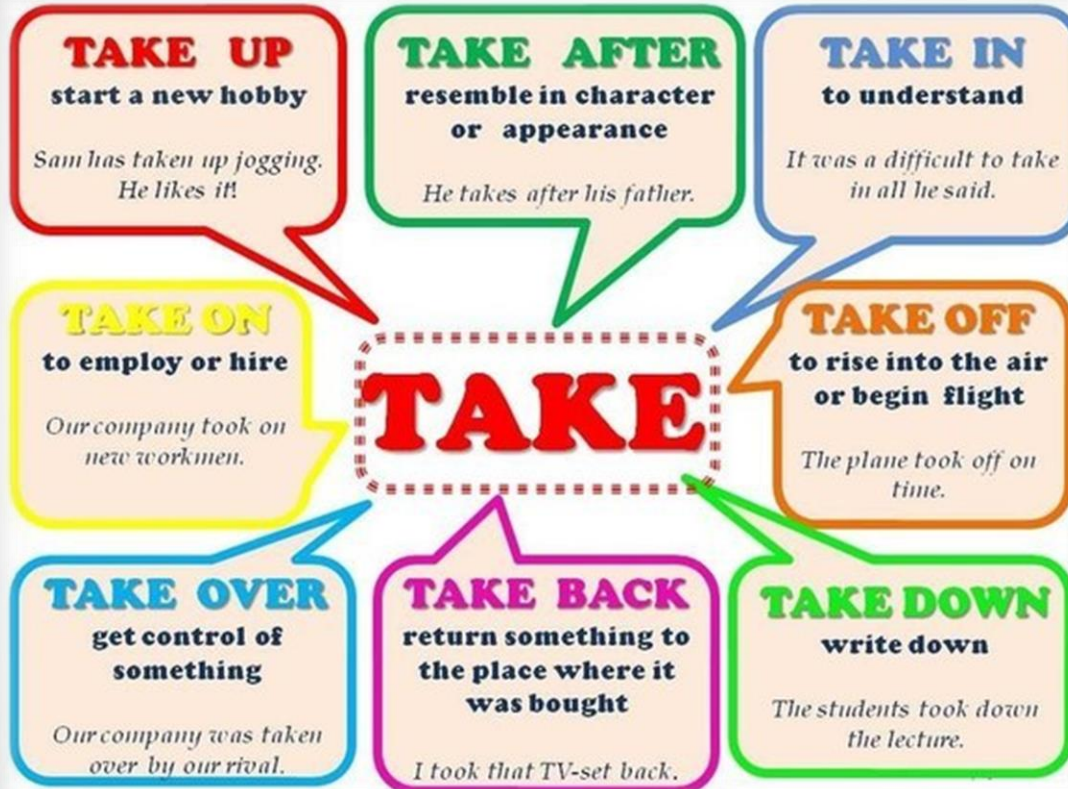 TAKE UP
start a new hobby
Sam has taken up jogging.
He likes it!
TAKE AFTER
resemble in character
or appearance
He takes after his father.
TAKE IN
to understand
It was a difficult to take
in all he said.
TAKE ON
to employ or hire
Our company took on
new workmen.
TAKE
TAKE OFF
to rise into the air
or begin flight
The plane took off on
time.
TAKE OVER
get control of
something
Our company was taken
over by our rival.
TAKE BACK
return something to
the place where it
was bought
I took that TV-set back.
TAKE DOWN
write down
The students took down
the lecture.